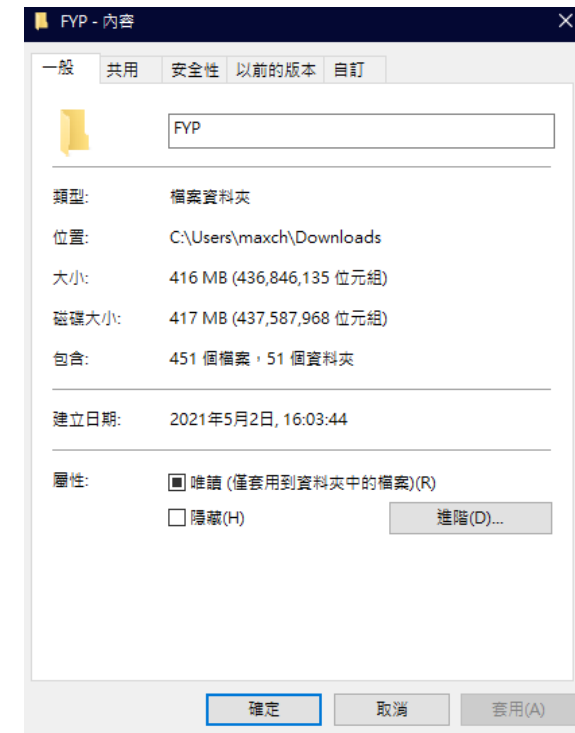 FYP - 內容
一般 共用 安全性 以前的版本 自訂
FYP
類型: 檔案資料夾
位置: C:\Users\maxch\Downloads
大小: 416 MB (436,846,135 位元組)
磁碟大小: 417 MB (437,587,968 位元組)
包含: 451 個檔案，51 個資料夾
建立日期: 2021年5月2日, 16:03:44
屬性: 唯讀 (僅套用到資料夾中的檔案)(R)
隱藏(H) 進階(D)...
確定 取消 套用(A)